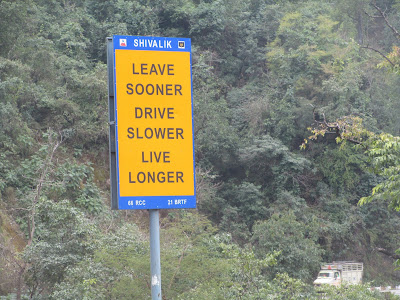 SHIVALIK
LEAVE
SOONER
DRIVE
SLOWER
LIVE
LONGER
66 RCC 21 BRTF